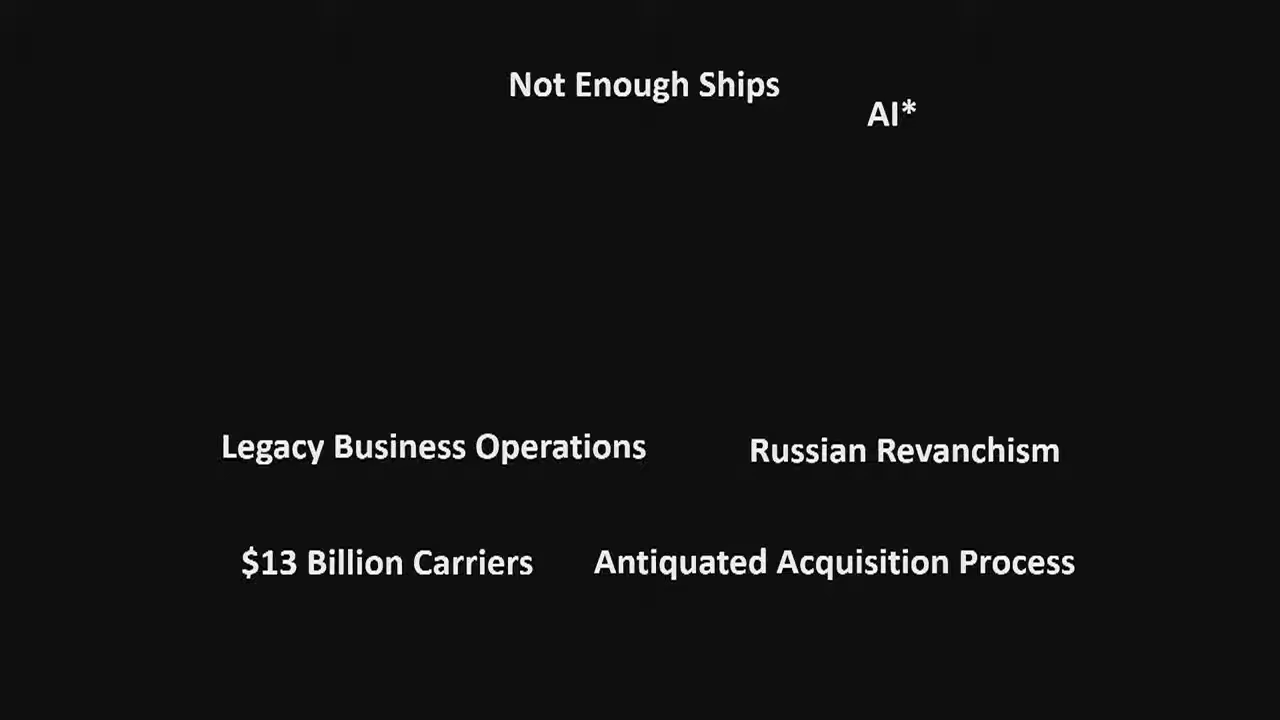 Not Enough Ships
AI*
Legacy Business Operations
Russian Revanchism
$13 Billion Carriers
Antiquated Acquisition Process